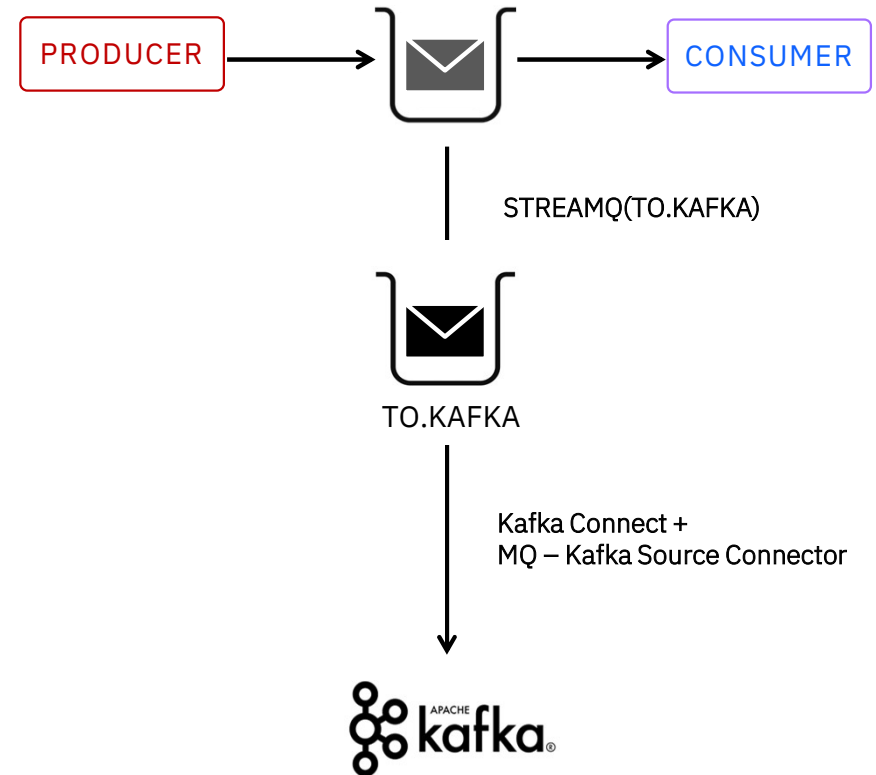 PRODUCER
CONSUMER
STREAMQ(TO.KAFKA)
TO.KAFKA
Kafka Connect +
MQ – Kafka Source Connector
APACHE
kafka®